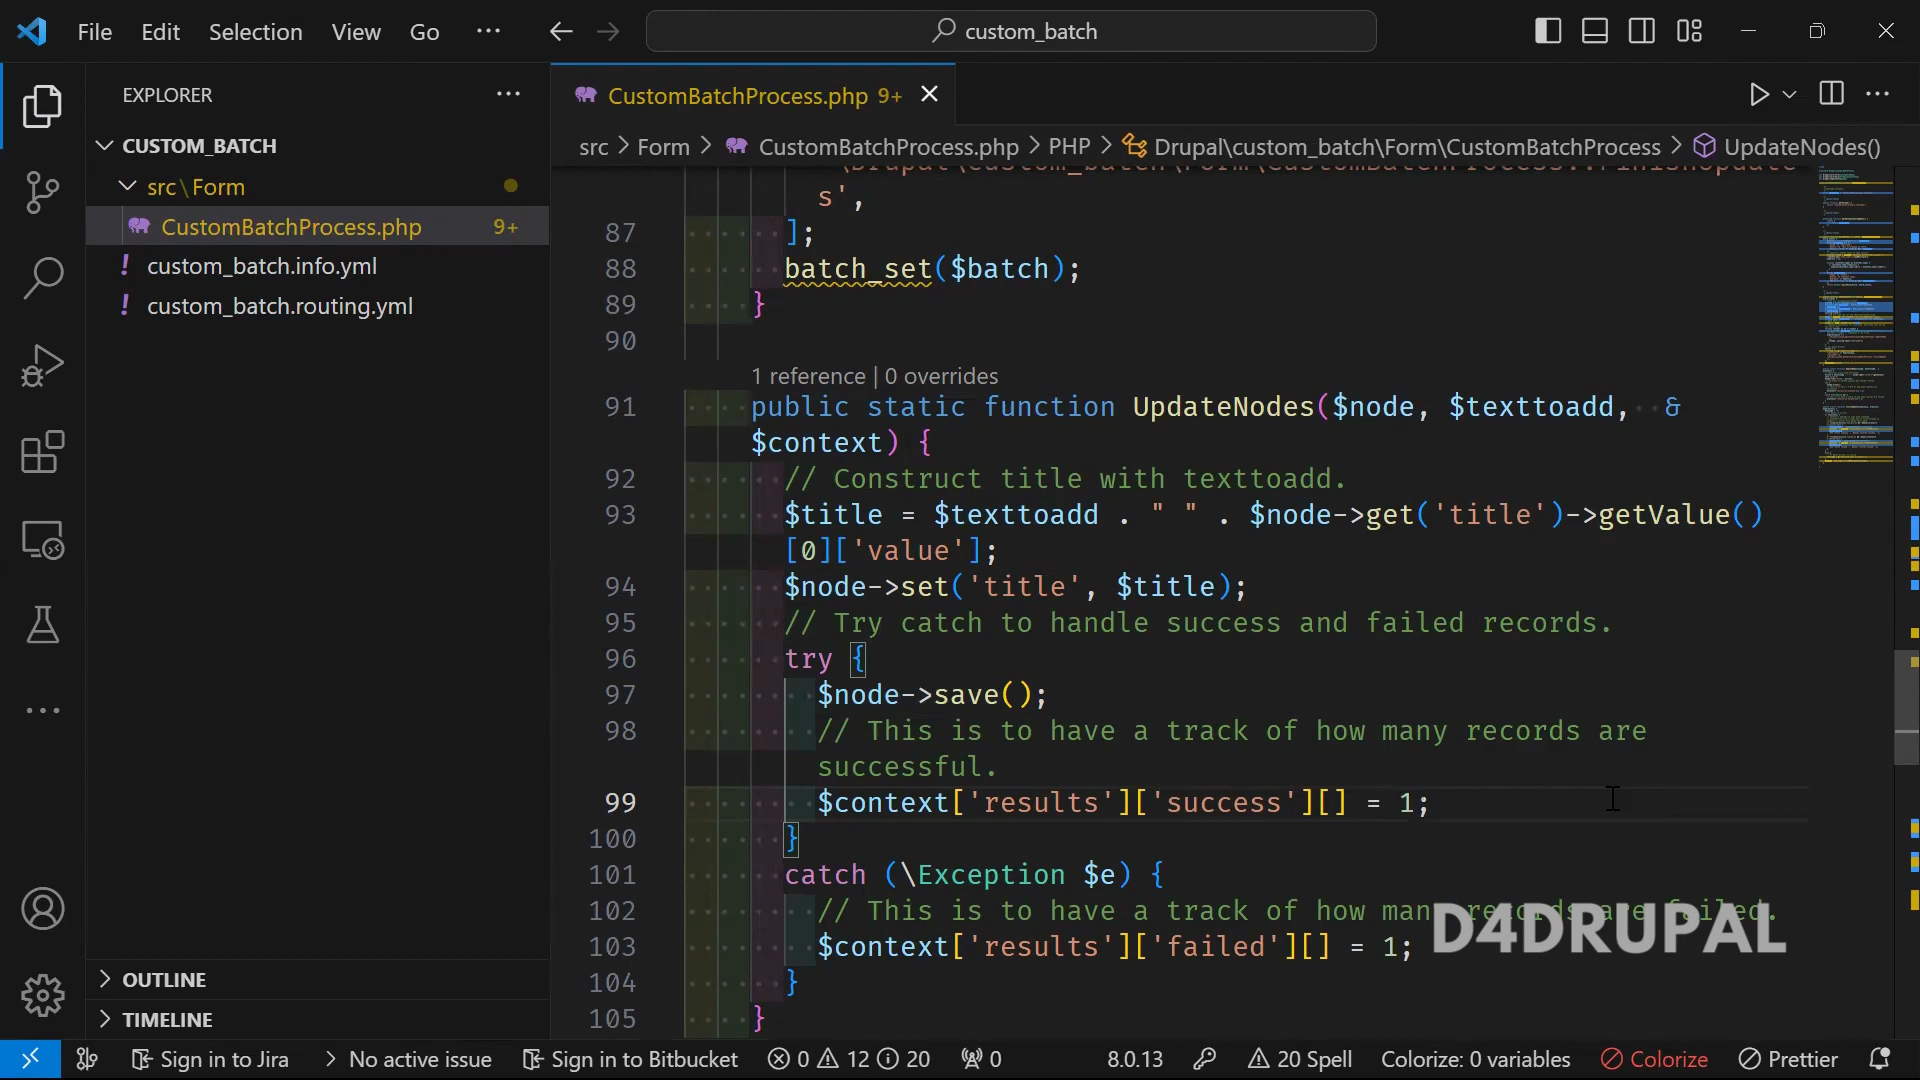 File Edit Selection View Go ··· custom_batch
EXPLORER ···
CustomBatchProcess.php 9+
src > Form > CustomBatchProcess.php > PHP > Drupal\custom_batch\Form\CustomBatchProcess > UpdateNodes()
CUSTOM_BATCH
src\Form
CustomBatchProcess.php 9+
custom_batch.info.yml
custom_batch.routing.yml
OUTLINE
TIMELINE
s',
87 ];
88 batch_set($batch);
89 }
90
1 reference | 0 overrides
91 public static function UpdateNodes($node, $texttoadd, &
$context) {
92 // Construct title with texttoadd.
93 $title = $texttoadd . " " . $node->get('title')->getValue()
[0]['value'];
94 $node->set('title', $title);
95 // Try catch to handle success and failed records.
96 try {
97 $node->save();
98 // This is to have a track of how many records are
successful.
99 $context['results']['success'][] = 1;
100 }
101 catch (\Exception $e) {
102 // This is to have a track of how many records are failed.
103 $context['results']['failed'][] = 1;
104 }
105 }
D4DRUPAL
Sign in to Jira No active issue Sign in to Bitbucket 0 12 20 0 8.0.13 20 Spell Colorize: 0 variables Colorize Prettier